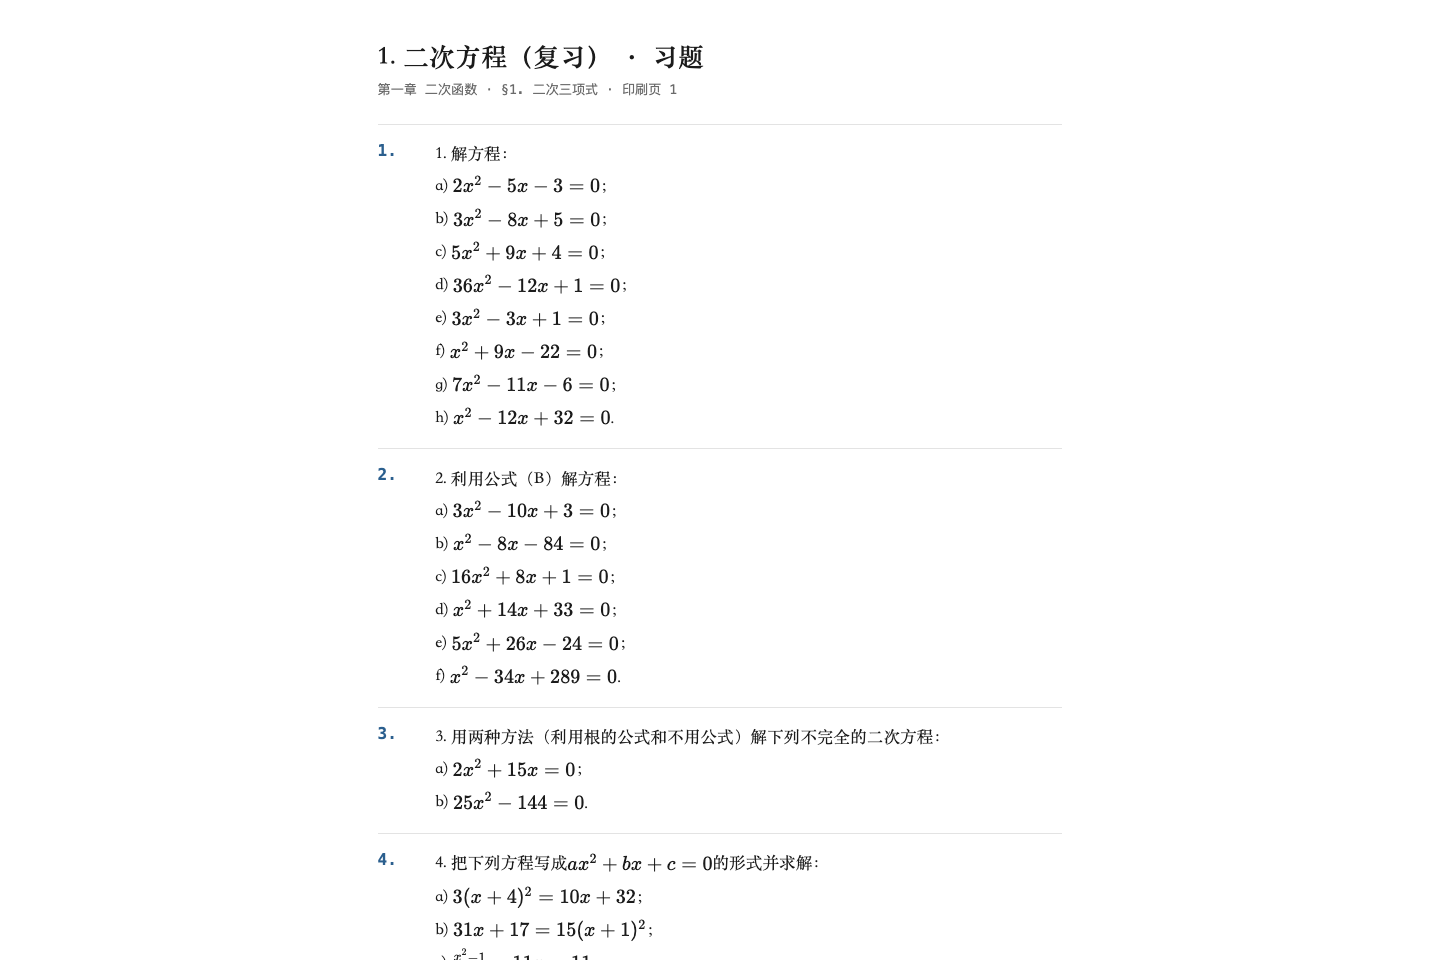 1. 二次方程（复习） · 习题
第一章 二次函数 · §1. 二次三项式 · 印刷页 1
1. 1. 解方程：
a) 2x² − 5x − 3 = 0；
b) 3x² − 8x + 5 = 0；
c) 5x² + 9x + 4 = 0；
d) 36x² − 12x + 1 = 0；
e) 3x² − 3x + 1 = 0；
f) x² + 9x − 22 = 0；
g) 7x² − 11x − 6 = 0；
h) x² − 12x + 32 = 0.
2. 2. 利用公式（B）解方程：
a) 3x² − 10x + 3 = 0；
b) x² − 8x − 84 = 0；
c) 16x² + 8x + 1 = 0；
d) x² + 14x + 33 = 0；
e) 5x² + 26x − 24 = 0；
f) x² − 34x + 289 = 0.
3. 3. 用两种方法（利用根的公式和不用公式）解下列不完全的二次方程：
a) 2x² + 15x = 0；
b) 25x² − 144 = 0.
4. 4. 把下列方程写成ax² + bx + c = 0的形式并求解：
a) 3(x + 4)² = 10x + 32；
b) 31x + 17 = 15(x + 1)²；